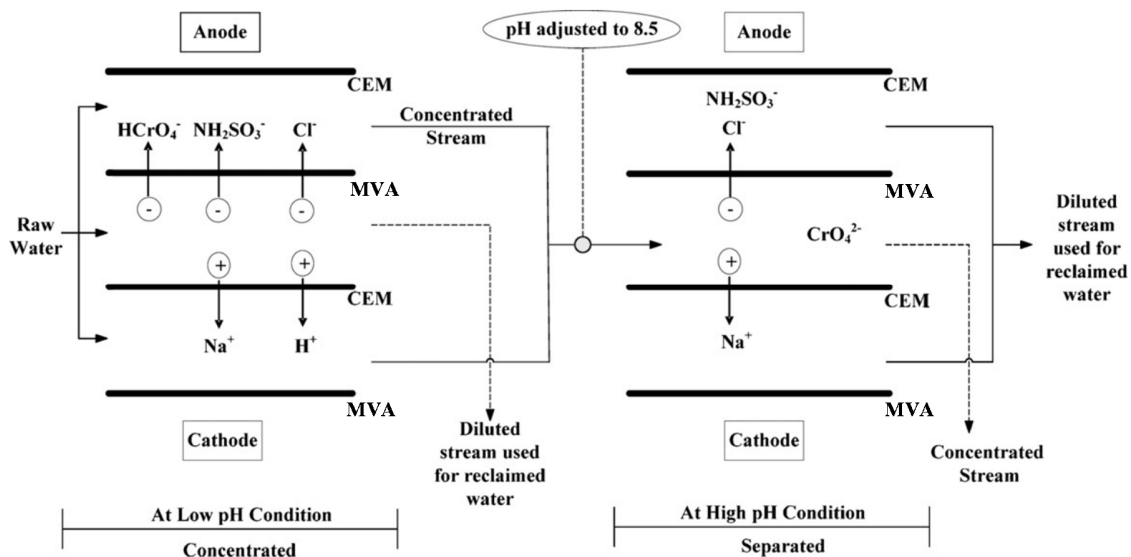 Anode
pH adjusted to 8.5
Anode
CEM
CEM
HCrO₄⁻
NH₂SO₃⁻
Cl⁻
Concentrated
Stream
NH₂SO₃⁻
Cl⁻
MVA
MVA
-
-
-
-
Raw
Water
CrO₄²⁻
Diluted
stream
used for
reclaimed
water
+
+
+
CEM
CEM
Na⁺
H⁺
Na⁺
MVA
MVA
Cathode
Cathode
Diluted
stream used
for reclaimed
water
Concentrated
Stream
At Low pH Condition
Concentrated
At High pH Condition
Separated